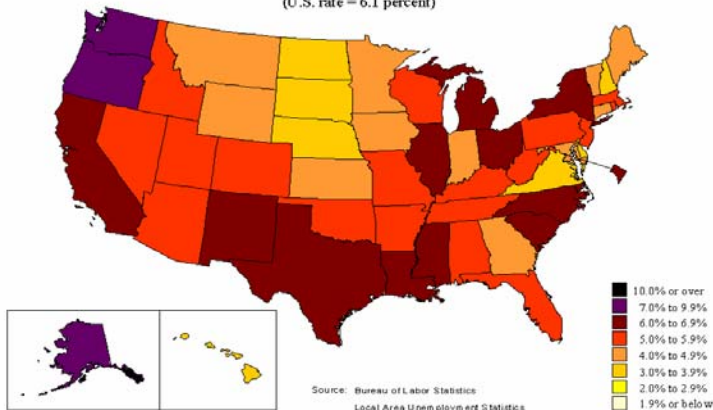 (U.S. rate = 6.1 percent)
10.0% or over
7.0% to 9.9%
6.0% to 6.9%
5.0% to 5.9%
4.0% to 4.9%
3.0% to 3.9%
2.0% to 2.9%
1.9% or below
Source: Bureau of Labor Statistics
Local Area Unemployment Statistics